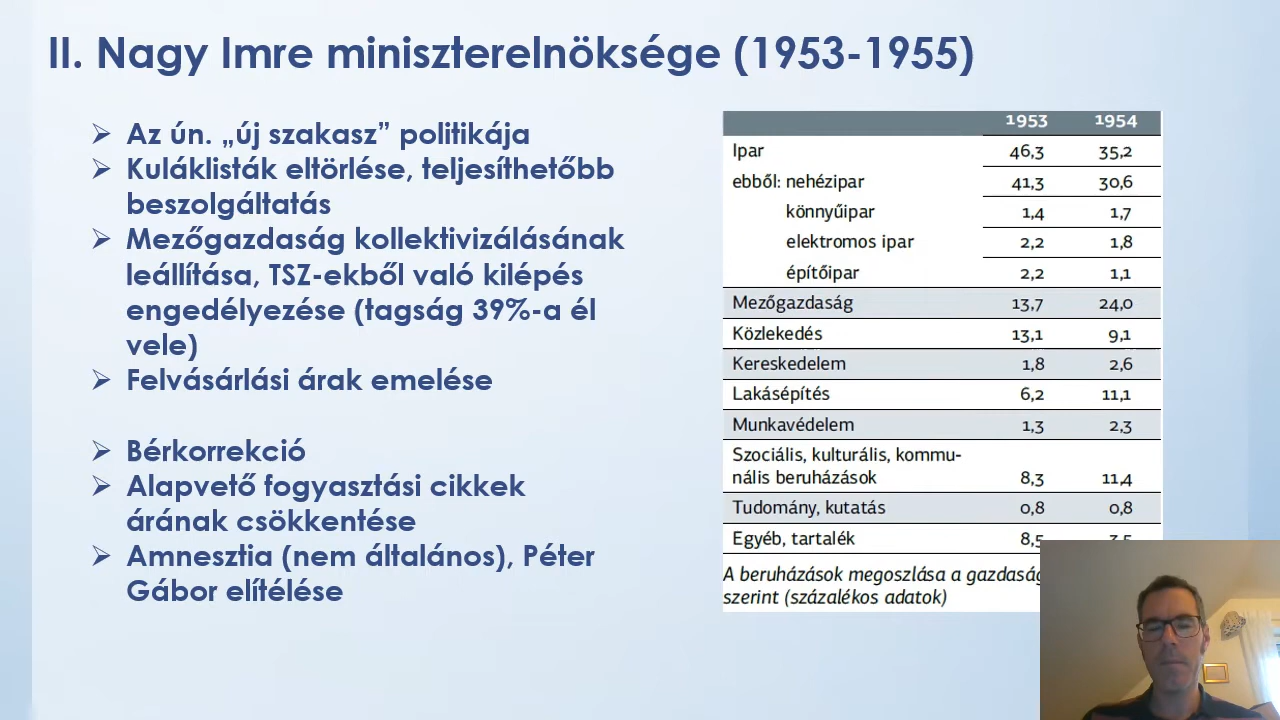 II. Nagy Imre miniszterelnöksége (1953-1955)
Az ún. „új szakasz” politikája
Kuláklisták eltörlése, teljesíthetőbb
beszolgáltatás
Mezőgazdaság kollektivizálásának
leállítása, TSZ-ekből való kilépés
engedélyezése (tagság 39%-a él
vele)
Felvásárlási árak emelése
Bérkorrekció
Alapvető fogyasztási cikkek
árának csökkentése
Amnesztia (nem általános), Péter
Gábor elítélése
1953 1954
Ipar 46,3 35,2
ebből: nehézipar 41,3 30,6
könnyűipar 1,4 1,7
elektromos ipar 2,2 1,8
építőipar 2,2 1,1
Mezőgazdaság 13,7 24,0
Közlekedés 13,1 9,1
Kereskedelem 1,8 2,6
Lakásépítés 6,2 11,1
Munkavédelem 1,3 2,3
Szociális, kulturális, kommu-
nális beruházások 8,3 11,4
Tudomány, kutatás 0,8 0,8
Egyéb, tartalék 8,5
A beruházások megoszlása a gazdaság
szerint (százalékos adatok)